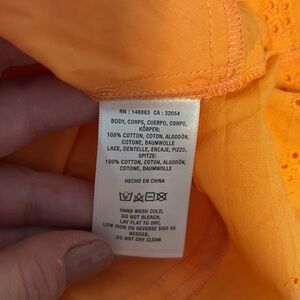 RN : 146863 CA : 32054
BODY, CORPS, CUERPO, CORPO,
KÖRPER:
100% COTTON, COTON, ALGODÓN,
COTONE, BAUMWOLLE
LACE, DENTELLE, ENCAJE, PIZZO,
SPITZE:
100% COTTON, COTON, ALGODÓN,
COTONE, BAUMWOLLE
HECHO EN CHINA
HAND WASH COLD,
DO NOT BLEACH,
LAY FLAT TO DRY,
LOW IRON ON REVERSE SIDE AS
NEEDED,
DO NOT DRY CLEAN